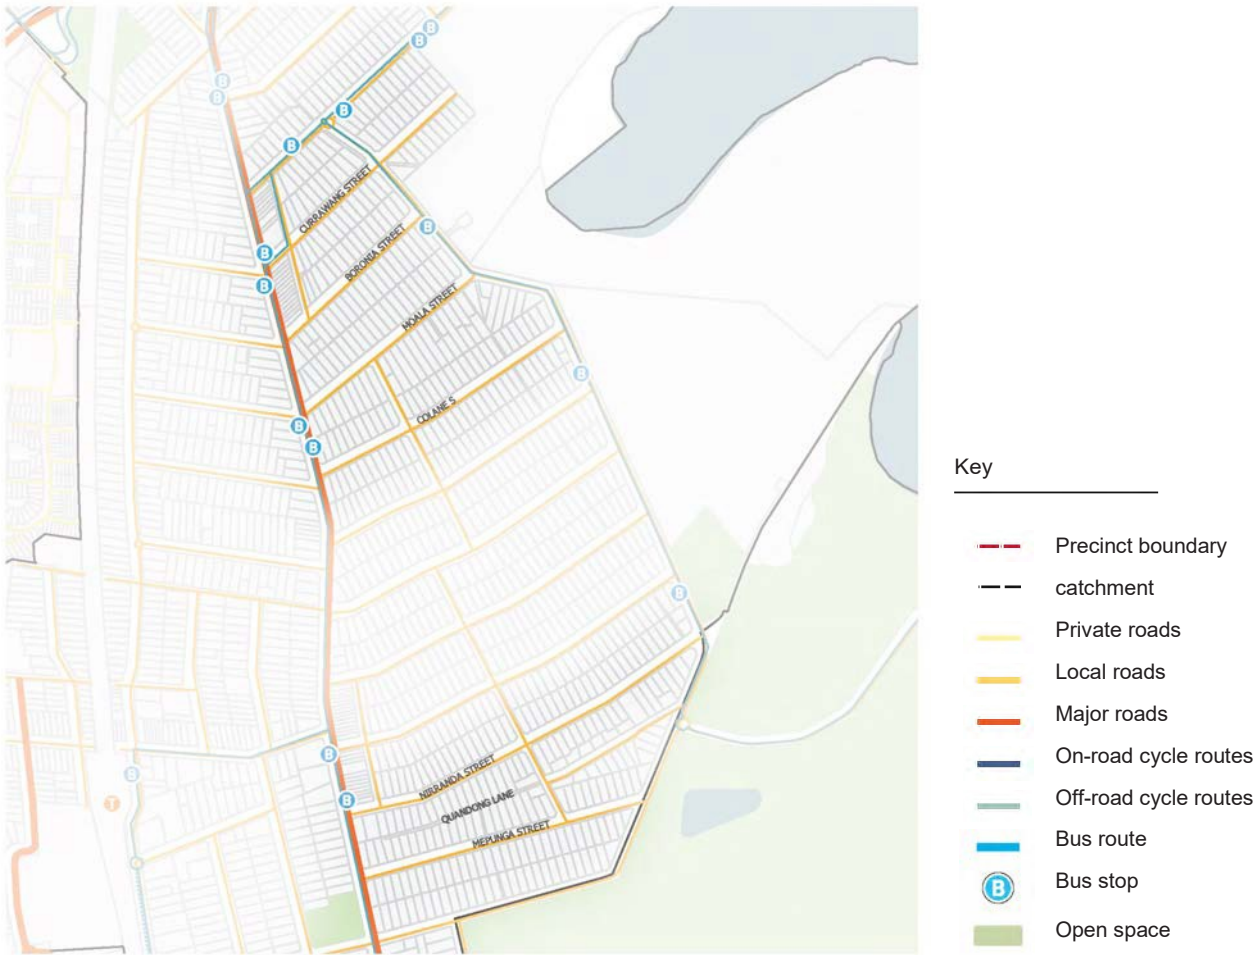 B
B
B
B
B
B
CURRAWANG STREET
B
BORONIA STREET
B
B
MOALA STREET
B
COLANE S
B
B
B
B
NIRRANDA STREET
B
T
B
QUANDONG LANE
MEPUNGA STREET
Key
Precinct boundary
catchment
Private roads
Local roads
Major roads
On-road cycle routes
Off-road cycle routes
Bus route
B
Bus stop
Open space